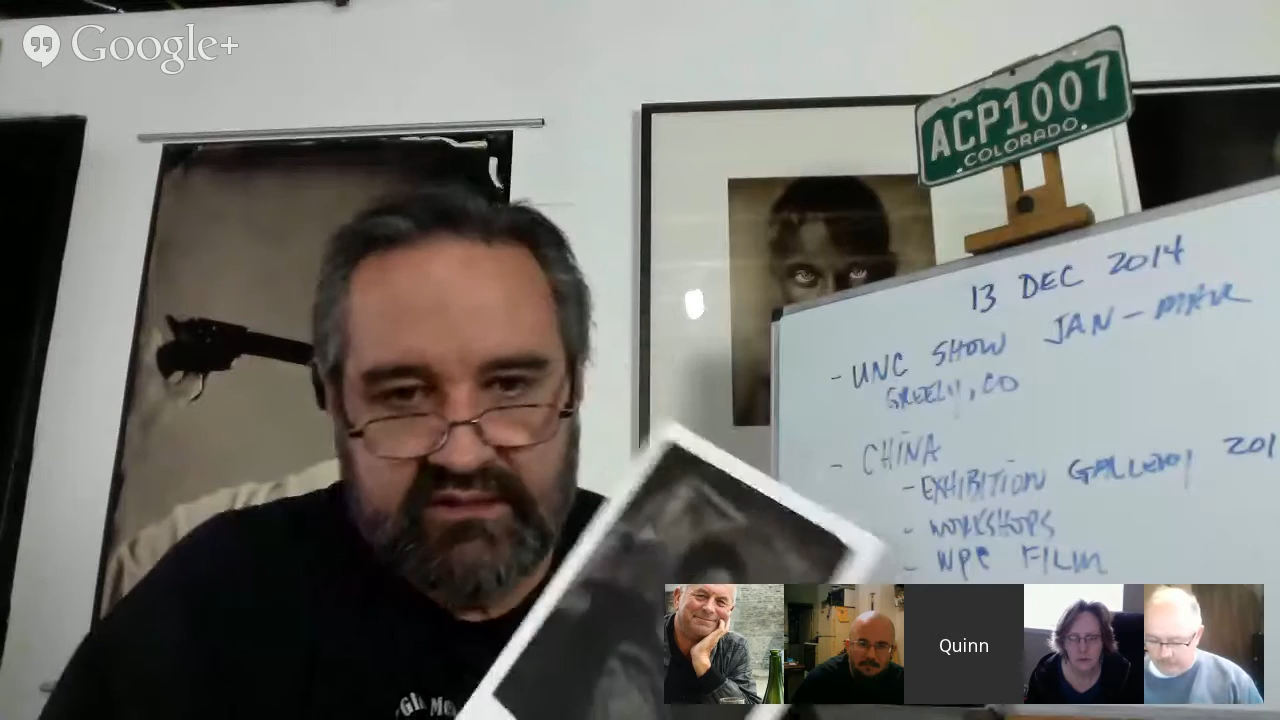 Google+
ACP1007
COLORADO
13 DEC 2014
- UNC SHOW JAN - MAR
GREELY, CO
- CHINA
- EXHIBITION GALLERY 201
- WORKSHOPS
- WPC FILM
Quinn